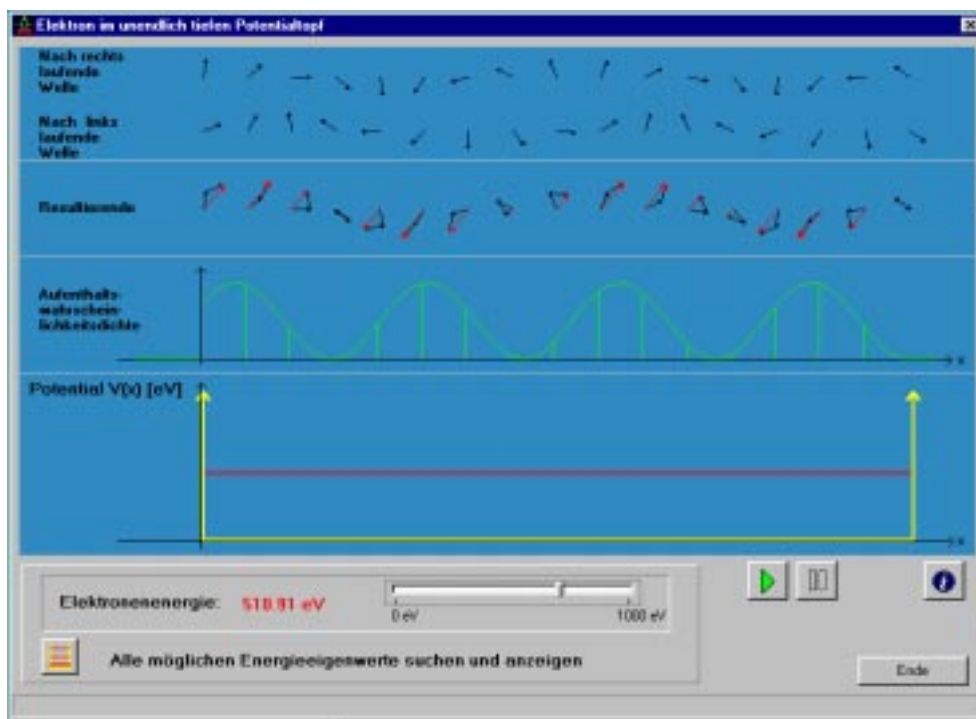 Elektron im unendlich tiefen Potentialtopf
Nach rechts
laufende
Welle
Nach links
laufende
Welle
Resultierende
Aufenthalts-
wahrschein-
lichkeitsdichte
x
Potential V(x) [eV]
x
Elektronenenergie: 510.91 eV
0 eV
1000 eV
Alle möglichen Energieeigenwerte suchen und anzeigen
Ende